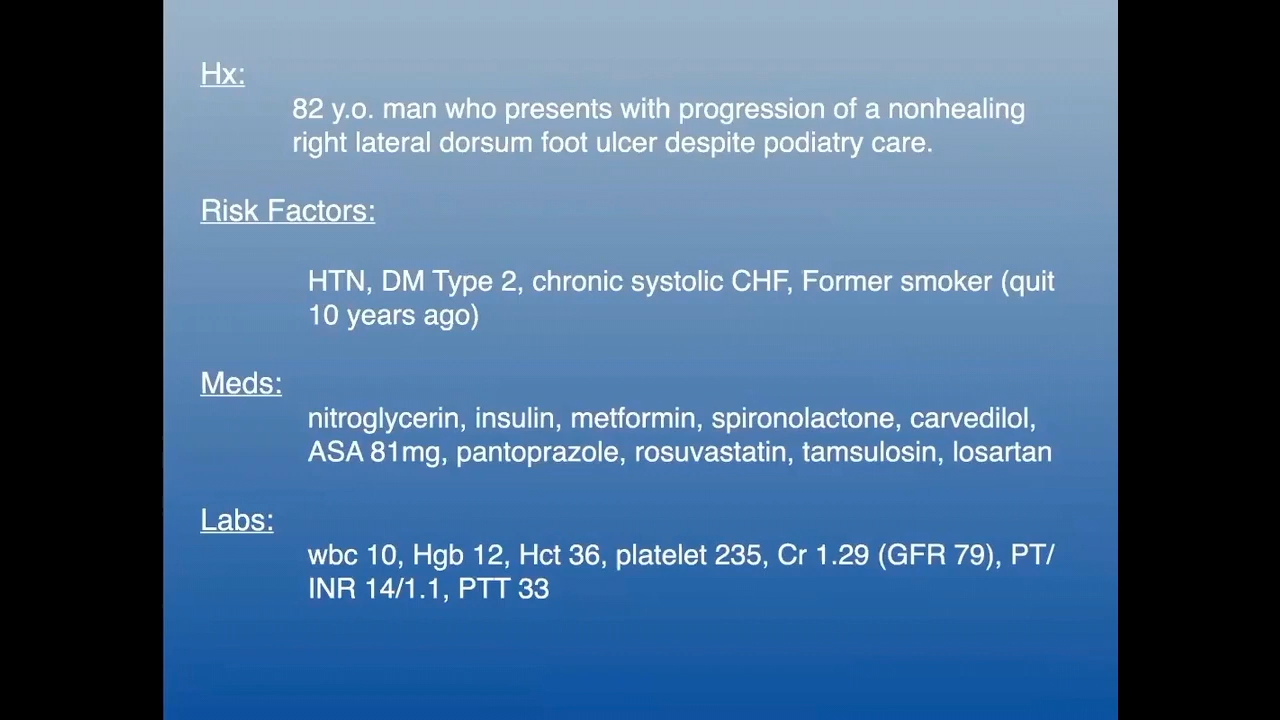 Hx:
82 y.o. man who presents with progression of a nonhealing
right lateral dorsum foot ulcer despite podiatry care.
Risk Factors:
HTN, DM Type 2, chronic systolic CHF, Former smoker (quit
10 years ago)
Meds:
nitroglycerin, insulin, metformin, spironolactone, carvedilol,
ASA 81mg, pantoprazole, rosuvastatin, tamsulosin, losartan
Labs:
wbc 10, Hgb 12, Hct 36, platelet 235, Cr 1.29 (GFR 79), PT/
INR 14/1.1, PTT 33